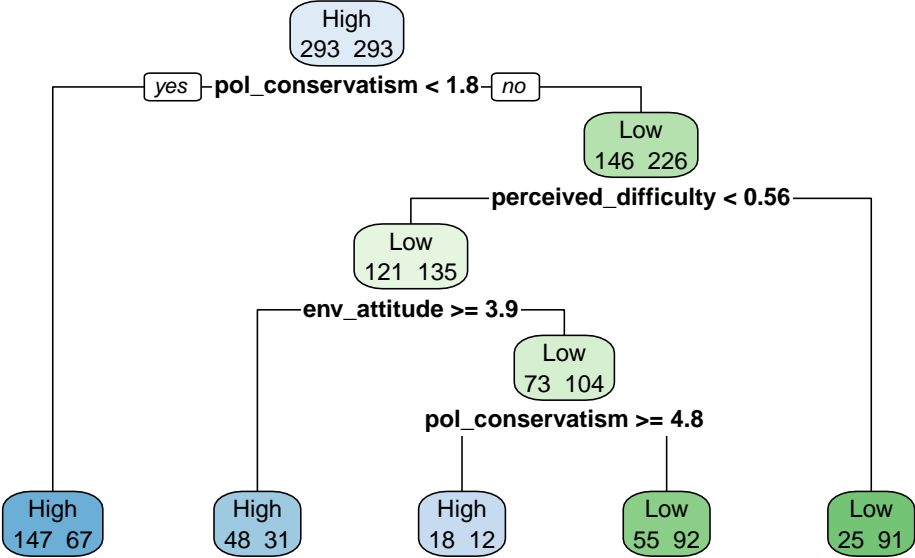 High
293 293
yes pol_conservatism < 1.8 no
Low
146 226
perceived_difficulty < 0.56
Low
121 135
env_attitude >= 3.9
Low
73 104
pol_conservatism >= 4.8
High
147 67
High
48 31
High
18 12
Low
55 92
Low
25 91